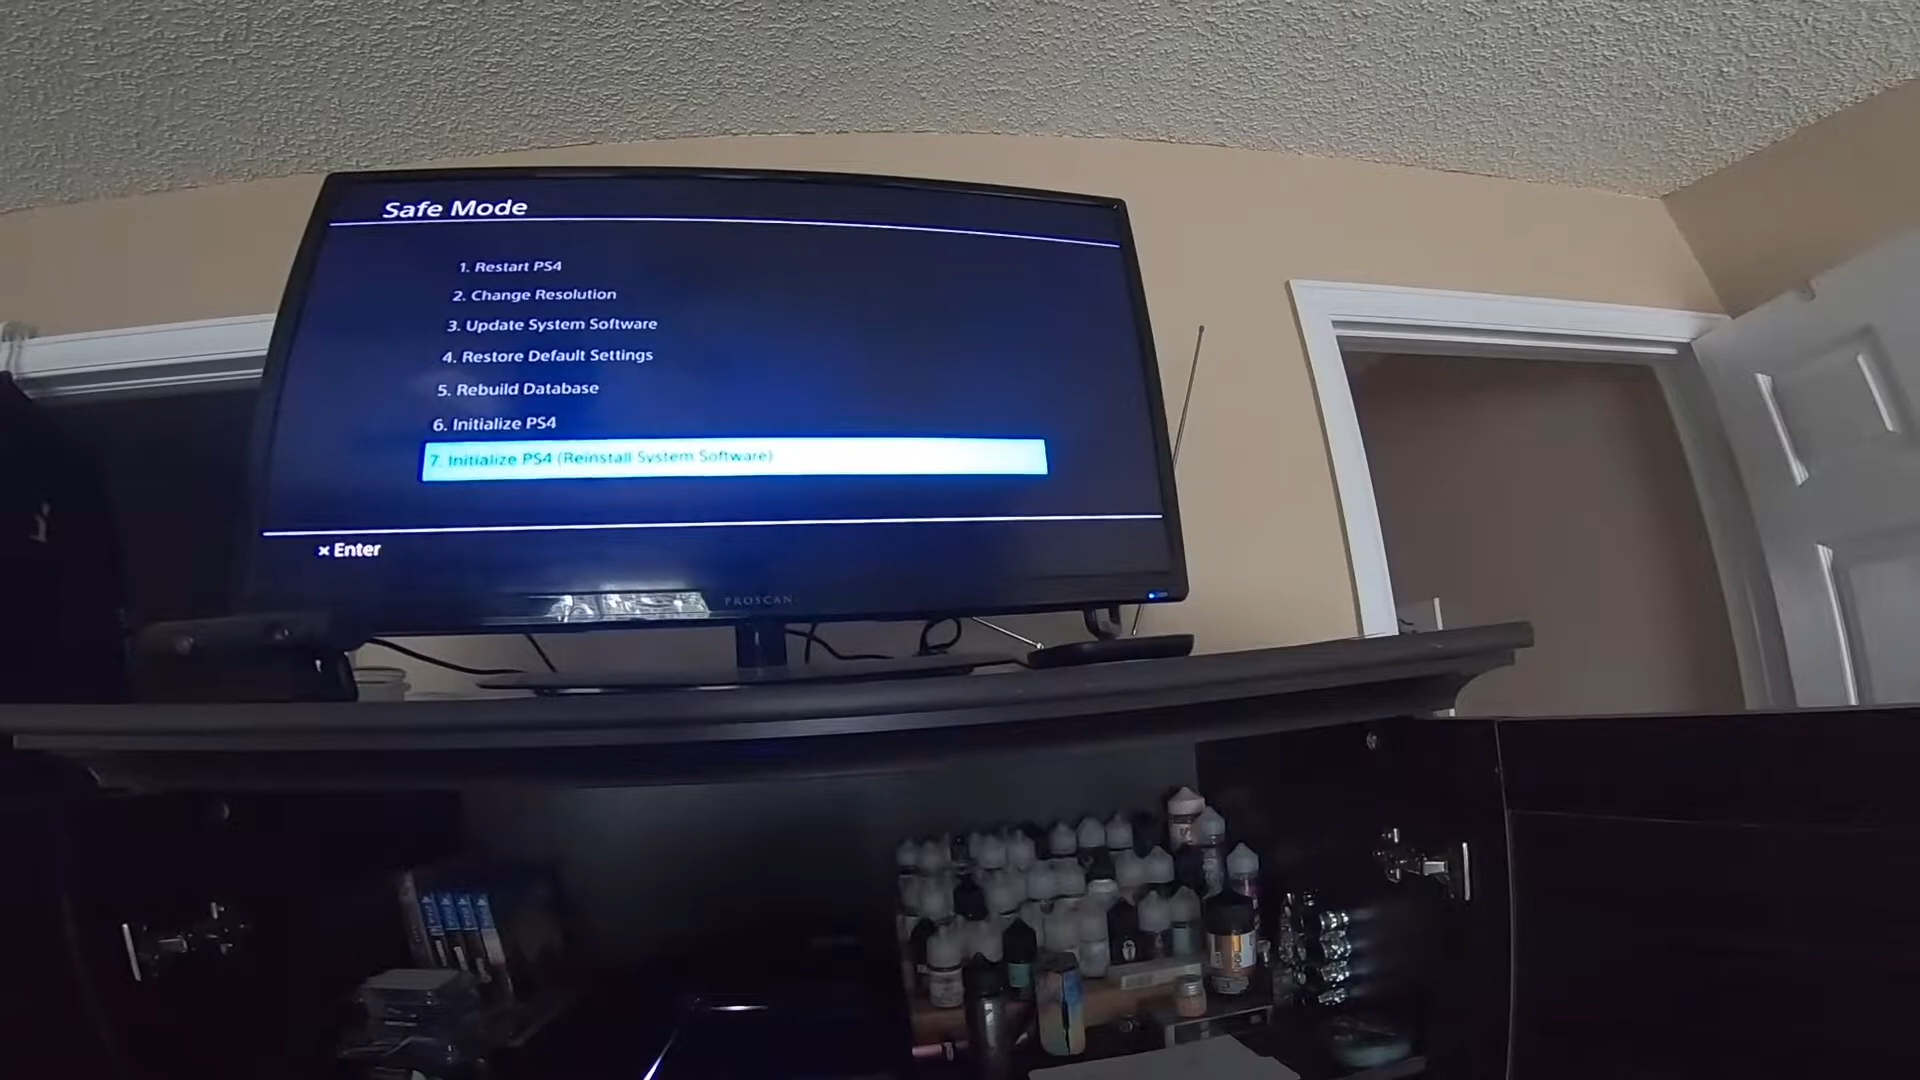 Safe Mode
1. Restart PS4
2. Change Resolution
3. Update System Software
4. Restore Default Settings
5. Rebuild Database
6. Initialize PS4
7. Initialize PS4 (Reinstall System Software)
× Enter
PROSCAN